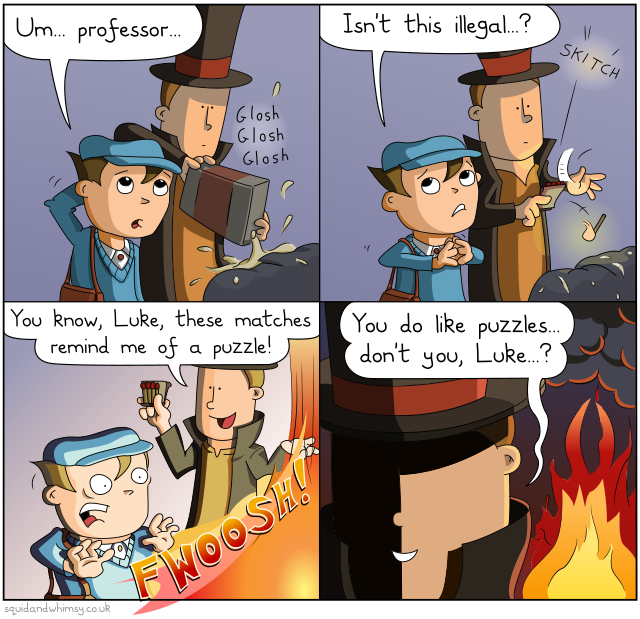 Um... professor...
Glosh
Glosh
Glosh
Isn't this illegal...?
SKITCH
You know, Luke, these matches
remind me of a puzzle!
FWOOSH!
You do like puzzles...
don't you, Luke...?
squidandwhimsy.co.uk